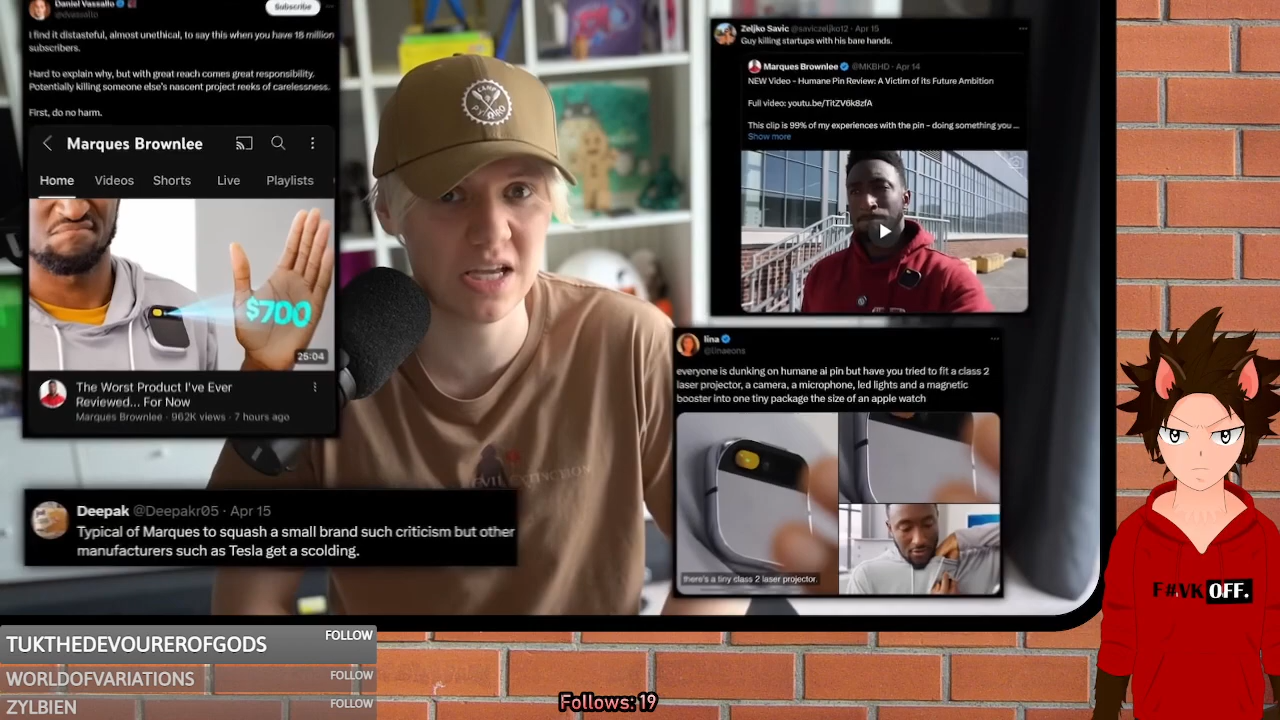 Daniel Vassallo
@dvassallo
Subscribe
I find it distasteful, almost unethical, to say this when you have 18 million
subscribers.
Hard to explain why, but with great reach comes great responsibility.
Potentially killing someone else's nascent project reeks of carelessness.
First, do no harm.
Marques Brownlee
Home Videos Shorts Live Playlists
$700
25:04
The Worst Product I've Ever
Reviewed... For Now
Marques Brownlee · 962K views · 7 hours ago
Deepak @Deepakr05 · Apr 15
Typical of Marques to squash a small brand such criticism but other
manufacturers such as Tesla get a scolding.
CAMP
Zeljko Savic @saviczeljko12 · Apr 15
Guy killing startups with his bare hands.
Marques Brownlee @MKBHD · Apr 14
NEW Video - Humane Pin Review: A Victim of its Future Ambition
Full video: youtu.be/TitZV6k8zfA
This clip is 99% of my experiences with the pin - doing something you ...
Show more
lina
@linaeons
everyone is dunking on humane ai pin but have you tried to fit a class 2
laser projector, a camera, a microphone, led lights and a magnetic
booster into one tiny package the size of an apple watch
there's a tiny class 2 laser projector.
F#VK OFF.
TUKTHEDEVOUREROFGODS FOLLOW
WORLDOFVARIATIONS FOLLOW
ZYLBIEN FOLLOW
Follows: 19